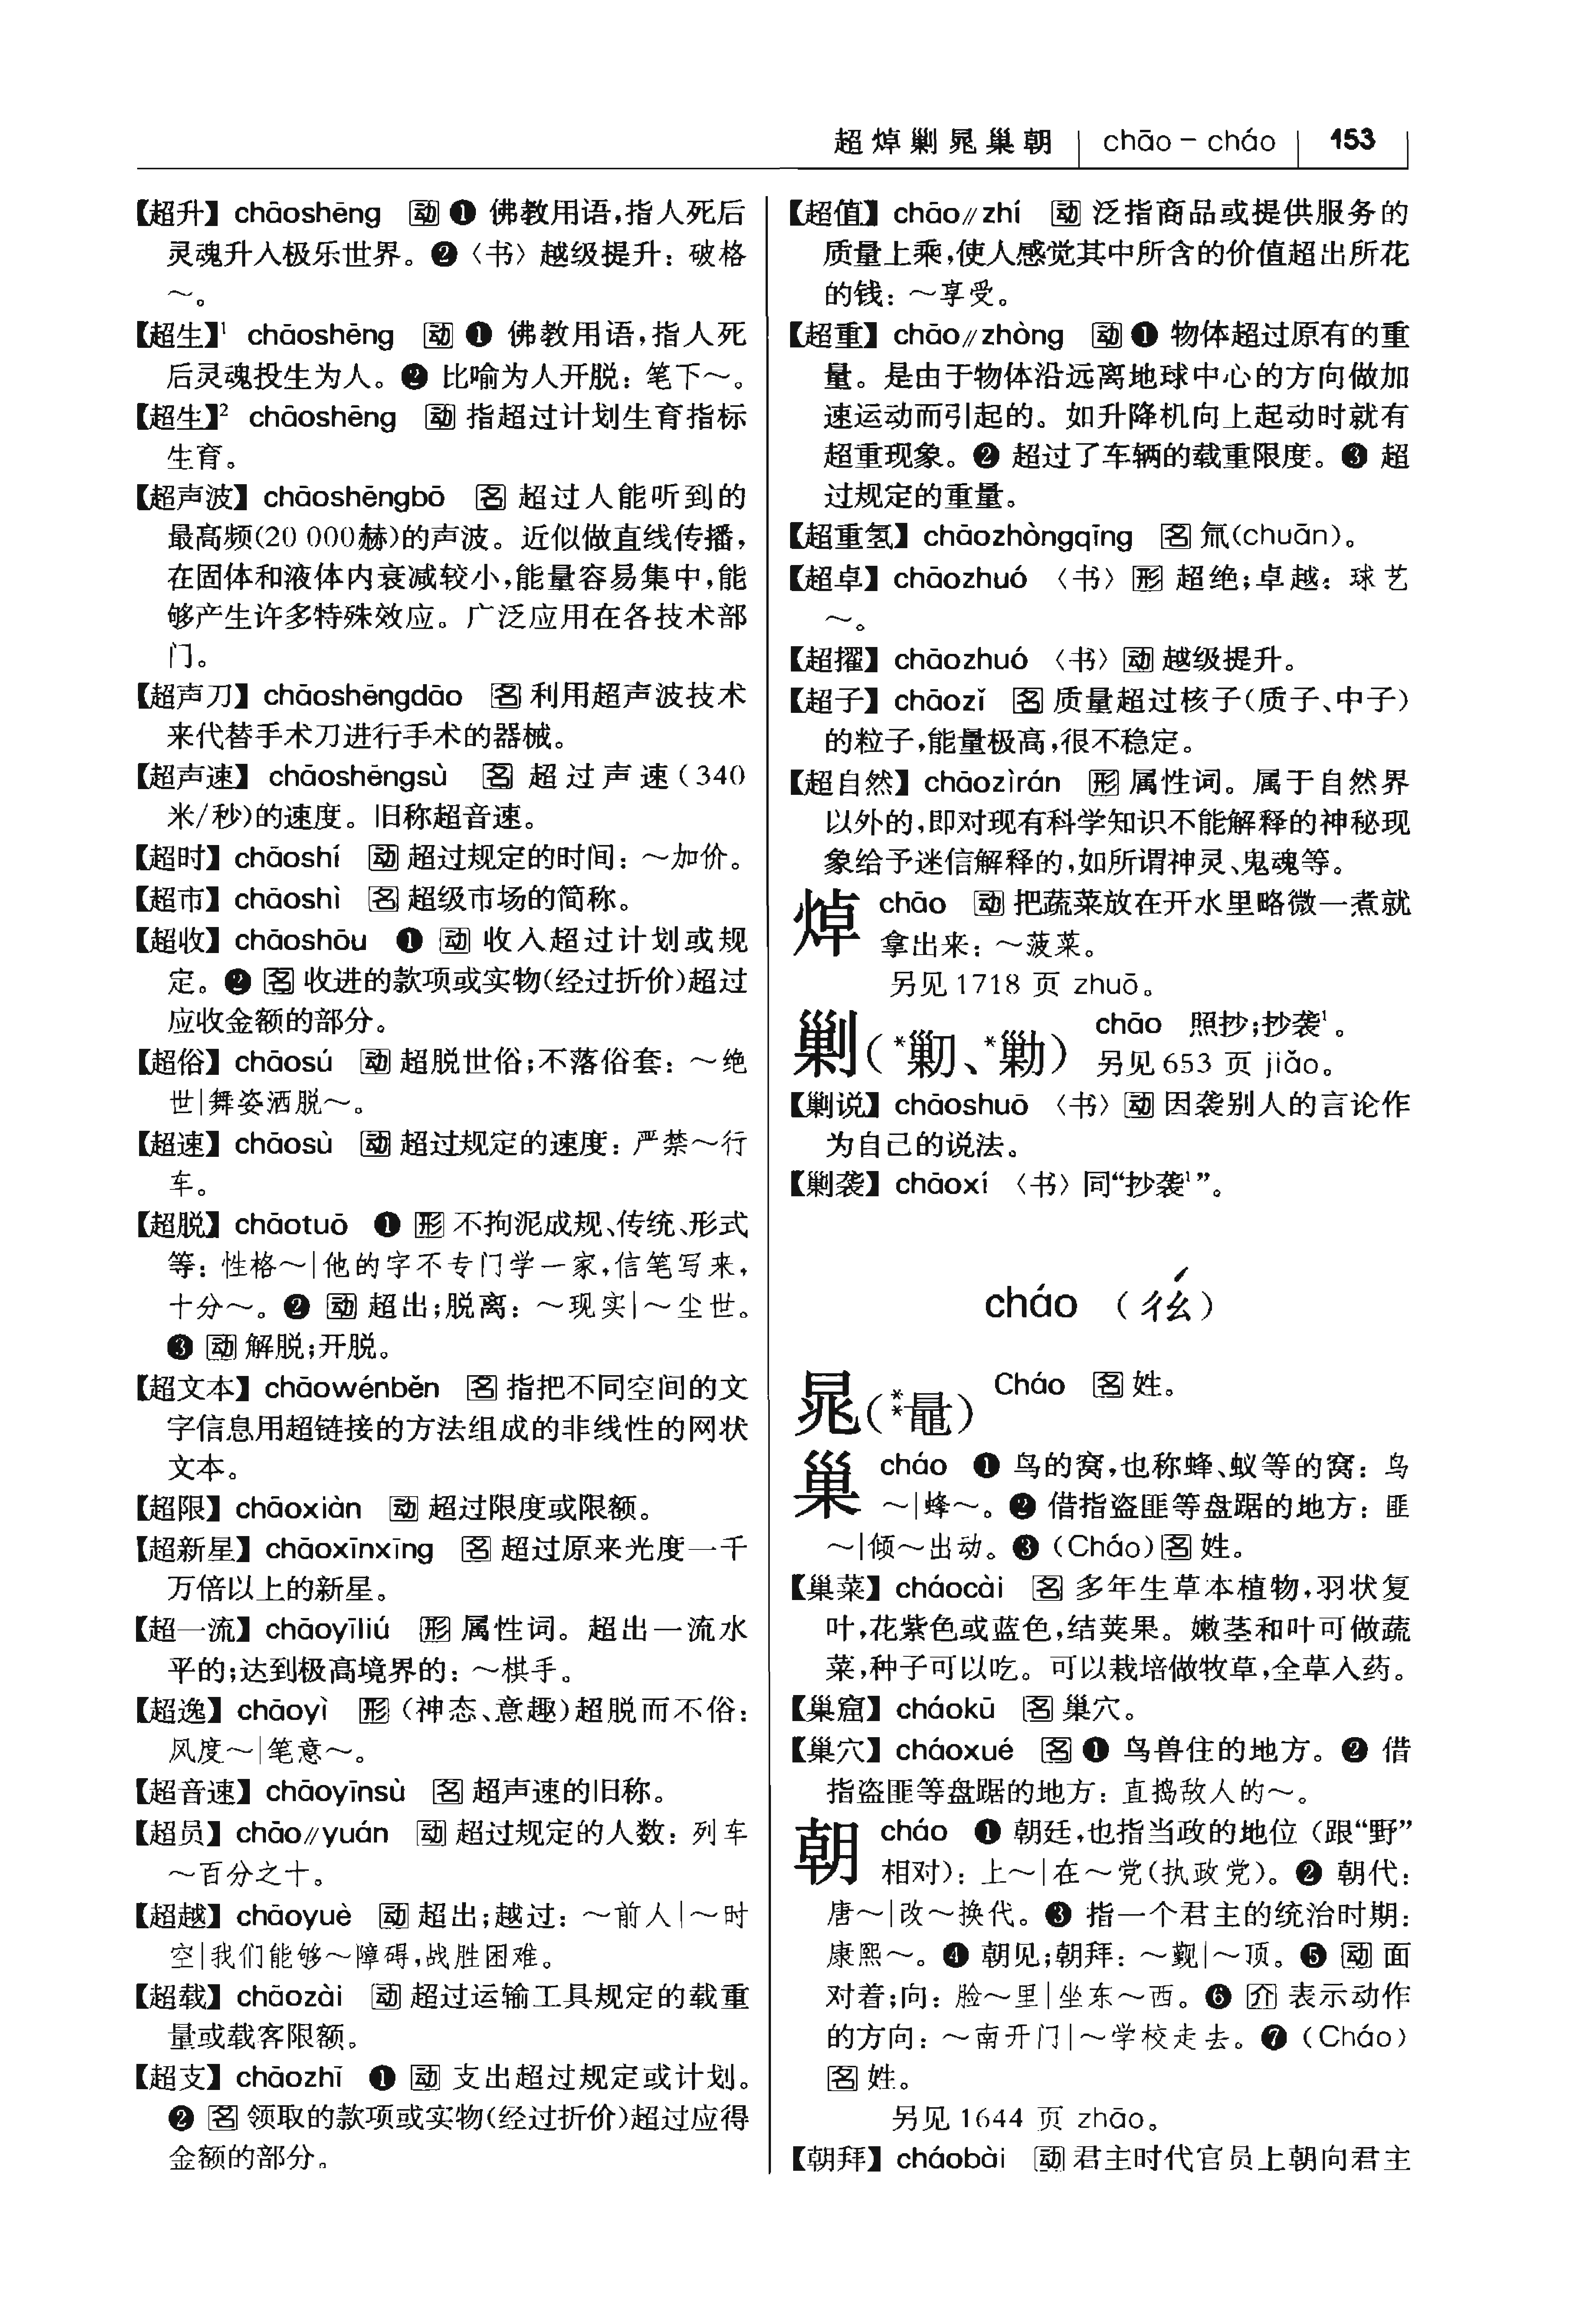 超焯剿晁巢朝 chāo – cháo 153
【超升】 chāoshēng 动 ❶ 佛教用语,指人死后
灵魂升入极乐世界。❷〈书〉越级提升：破格
～。
【超生】¹ chāoshēng 动 ❶ 佛教用语,指人死
后灵魂投生为人。❷ 比喻为人开脱：笔下～。
【超生】² chāoshēng 动 指超过计划生育指标
生育。
【超声波】 chāoshēngbō 名 超过人能听到的
最高频(20 000赫)的声波。近似做直线传播,
在固体和液体内衰减较小,能量容易集中,能
够产生许多特殊效应。广泛应用在各技术部
门。
【超声刀】 chāoshēngdāo 名 利用超声波技术
来代替手术刀进行手术的器械。
【超声速】 chāoshēngsù 名 超过声速(340
米/秒)的速度。旧称超音速。
【超时】 chāoshí 动 超过规定的时间：～加价。
【超市】 chāoshì 名 超级市场的简称。
【超收】 chāoshōu ❶ 动 收入超过计划或规
定。❷ 名 收进的款项或实物(经过折价)超过
应收金额的部分。
【超俗】 chāosú 动 超脱世俗;不落俗套：～绝
世|舞姿洒脱～。
【超速】 chāosù 动 超过规定的速度：严禁～行
车。
【超脱】 chāotuō ❶ 形 不拘泥成规、传统、形式
等：性格～|他的字不专门学一家,信笔写来,
十分～。❷ 动 超出;脱离：～现实|～尘世。
❸ 动 解脱;开脱。
【超文本】 chāowénběn 名 指把不同空间的文
字信息用超链接的方法组成的非线性的网状
文本。
【超限】 chāoxiàn 动 超过限度或限额。
【超新星】 chāoxīnxīng 名 超过原来光度一千
万倍以上的新星。
【超一流】 chāoyīliú 形 属性词。超出一流水
平的;达到极高境界的：～棋手。
【超逸】 chāoyì 形 (神态、意趣)超脱而不俗：
风度～|笔意～。
【超音速】 chāoyīnsù 名 超声速的旧称。
【超员】 chāo∥yuán 动 超过规定的人数：列车
～百分之十。
【超越】 chāoyuè 动 超出;越过：～前人|～时
空|我们能够～障碍,战胜困难。
【超载】 chāozài 动 超过运输工具规定的载重
量或载客限额。
【超支】 chāozhī ❶ 动 支出超过规定或计划。
❷ 名 领取的款项或实物(经过折价)超过应得
金额的部分。
【超值】 chāo∥zhí 动 泛指商品或提供服务的
质量上乘,使人感觉其中所含的价值超出所花
的钱：～享受。
【超重】 chāo∥zhòng 动 ❶ 物体超过原有的重
量。是由于物体沿远离地球中心的方向做加
速运动而引起的。如升降机向上起动时就有
超重现象。❷ 超过了车辆的载重限度。❸ 超
过规定的重量。
【超重氢】 chāozhòngqīng 名 氚(chuān)。
【超卓】 chāozhuó 〈书〉形 超绝;卓越：球艺
～。
【超擢】 chāozhuó 〈书〉动 越级提升。
【超子】 chāozǐ 名 质量超过核子(质子、中子)
的粒子,能量极高,很不稳定。
【超自然】 chāozìrán 形 属性词。属于自然界
以外的,即对现有科学知识不能解释的神秘现
象给予迷信解释的,如所谓神灵、鬼魂等。
焯 chāo 动 把蔬菜放在开水里略微一煮就
拿出来：～菠菜。
另见 1718 页 zhuō。
剿(*剿、*勦) chāo 照抄;抄袭¹。
另见 653 页 jiǎo。
【剿说】 chāoshuō 〈书〉动 因袭别人的言论作
为自己的说法。
【剿袭】 chāoxí 〈书〉同“抄袭¹”。
cháo (ㄔㄠˊ)
晁(**鼂) Cháo 名 姓。
巢 cháo ❶ 鸟的窝,也称蜂、蚁等的窝：鸟
～|蜂～。❷ 借指盗匪等盘踞的地方：匪
～|倾～出动。❸ (Cháo)名 姓。
【巢菜】 cháocài 名 多年生草本植物,羽状复
叶,花紫色或蓝色,结荚果。嫩茎和叶可做蔬
菜,种子可以吃。可以栽培做牧草,全草入药。
【巢窟】 cháokū 名 巢穴。
【巢穴】 cháoxué 名 ❶ 鸟兽住的地方。❷ 借
指盗匪等盘踞的地方：直捣敌人的～。
朝 cháo ❶ 朝廷,也指当政的地位（跟“野”
相对）：上～|在～党(执政党)。❷ 朝代：
唐～|改～换代。❸ 指一个君主的统治时期：
康熙～。❹ 朝见;朝拜：～觐|～顶。❺ 动 面
对着;向：脸～里|坐东～西。❻ 介 表示动作
的方向：～南开门|～学校走去。❼ (Cháo)
名 姓。
另见 1644 页 zhāo。
【朝拜】 cháobài 动 君主时代官员上朝向君主